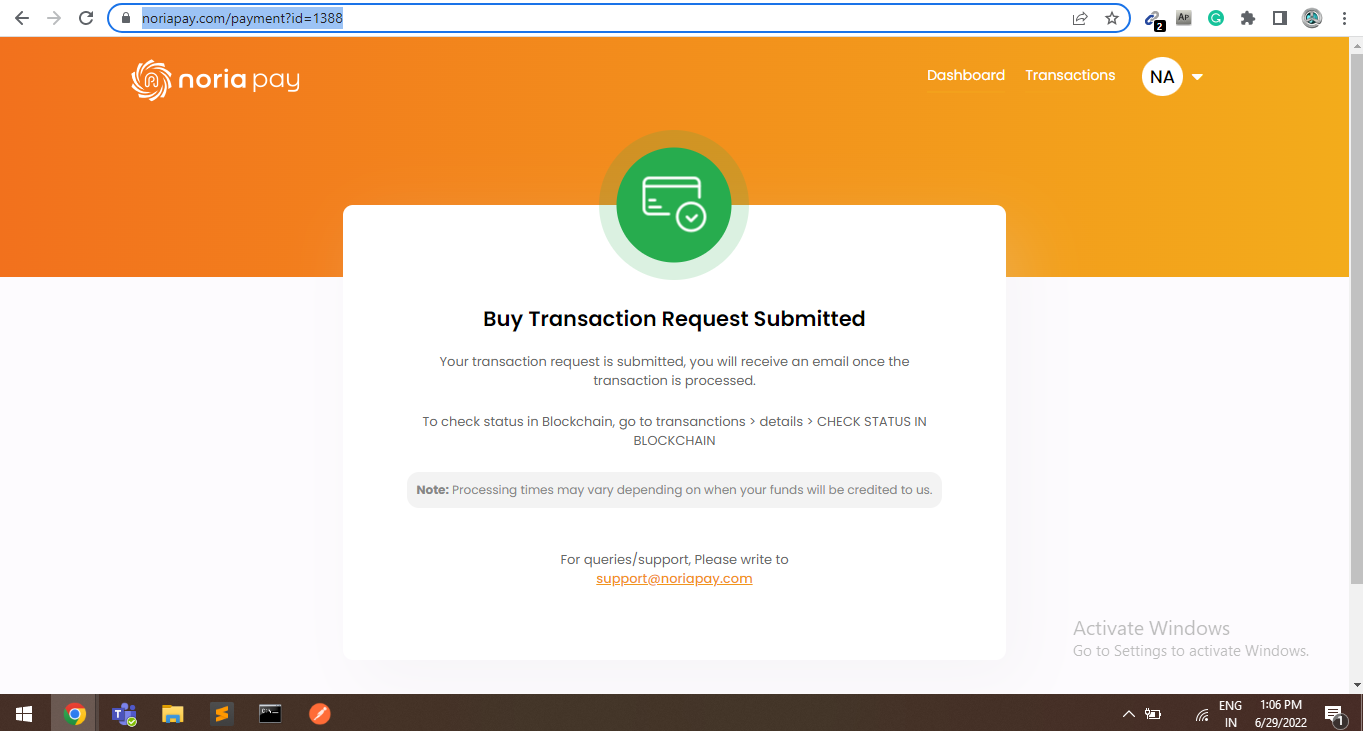 noriapay.com/payment?id=1388
2
AP
noria pay
Dashboard
Transactions
NA
Buy Transaction Request Submitted
Your transaction request is submitted, you will receive an email once the
transaction is processed.
To check status in Blockchain, go to transanctions > details > CHECK STATUS IN
BLOCKCHAIN
Note: Processing times may vary depending on when your funds will be credited to us.
For queries/support, Please write to
support@noriapay.com
Activate Windows
Go to Settings to activate Windows.
ENG
IN
1:06 PM
6/29/2022
1